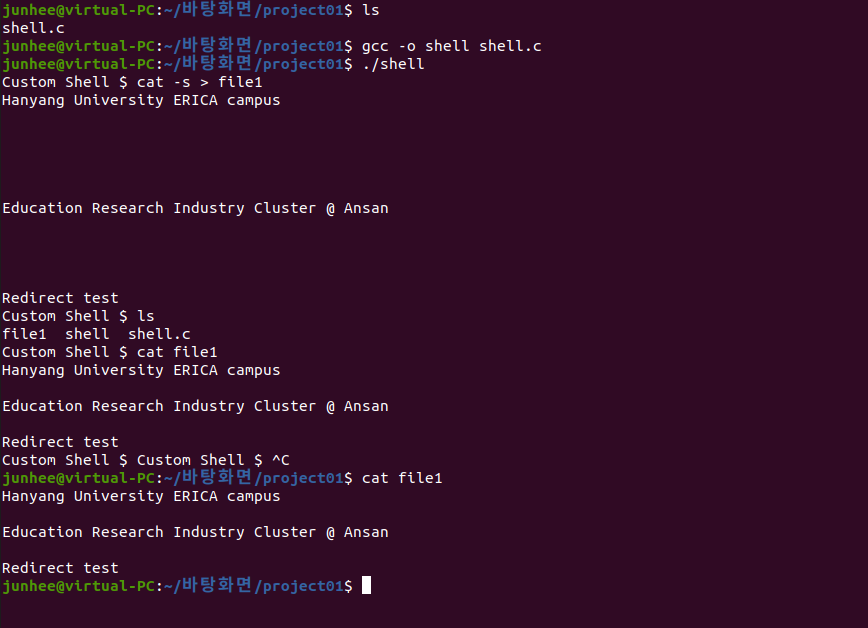 junhee@virtual-PC:~/바탕화면/project01$ ls
shell.c
junhee@virtual-PC:~/바탕화면/project01$ gcc -o shell shell.c
junhee@virtual-PC:~/바탕화면/project01$ ./shell
Custom Shell $ cat -s > file1
Hanyang University ERICA campus
Education Research Industry Cluster @ Ansan
Redirect test
Custom Shell $ ls
file1  shell  shell.c
Custom Shell $ cat file1
Hanyang University ERICA campus
Education Research Industry Cluster @ Ansan
Redirect test
Custom Shell $ Custom Shell $ ^C
junhee@virtual-PC:~/바탕화면/project01$ cat file1
Hanyang University ERICA campus
Education Research Industry Cluster @ Ansan
Redirect test
junhee@virtual-PC:~/바탕화면/project01$